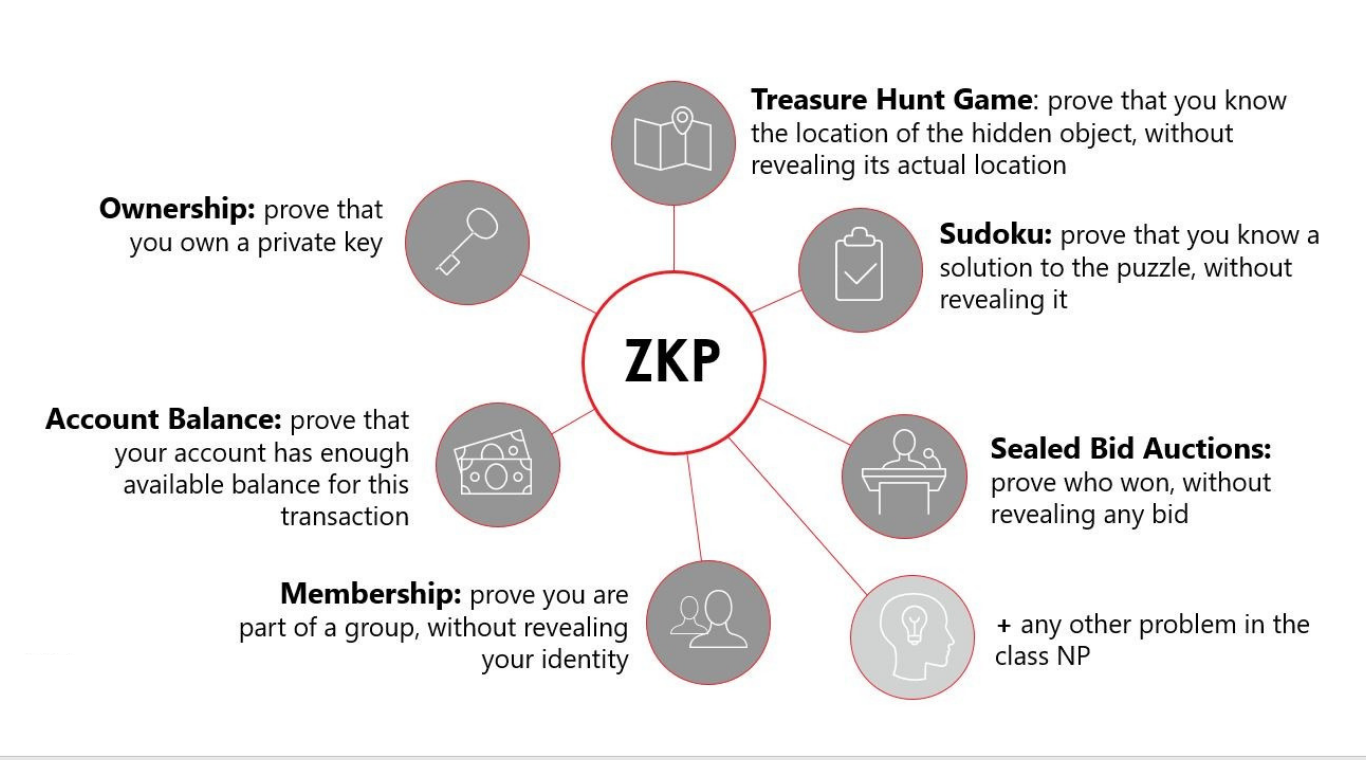 Treasure Hunt Game: prove that you know
the location of the hidden object, without
revealing its actual location
Ownership: prove that
you own a private key
Sudoku: prove that you know a
solution to the puzzle, without
revealing it
ZKP
Account Balance: prove that
your account has enough
available balance for this
transaction
Sealed Bid Auctions:
prove who won, without
revealing any bid
Membership: prove you are
part of a group, without revealing
your identity
+ any other problem in the
class NP